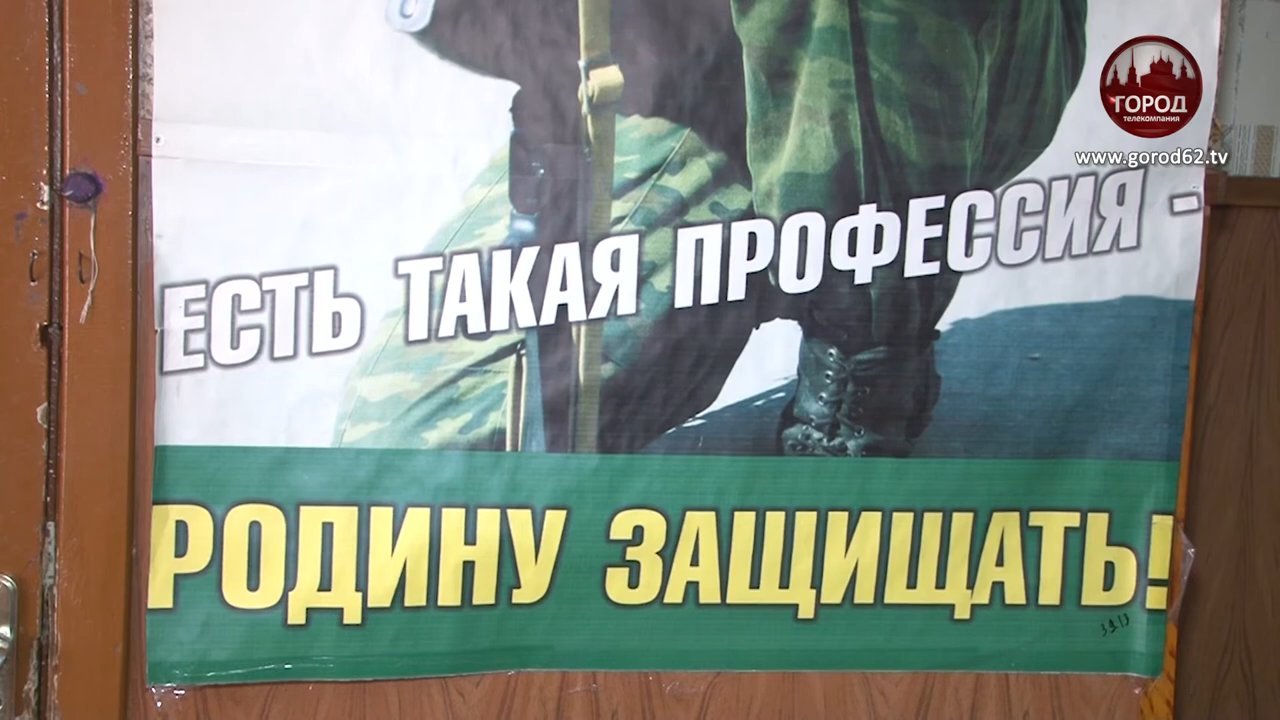 ГОРОД
телекомпания
www.gorod62.tv
ЕСТЬ ТАКАЯ ПРОФЕССИЯ -
РОДИНУ ЗАЩИЩАТЬ!